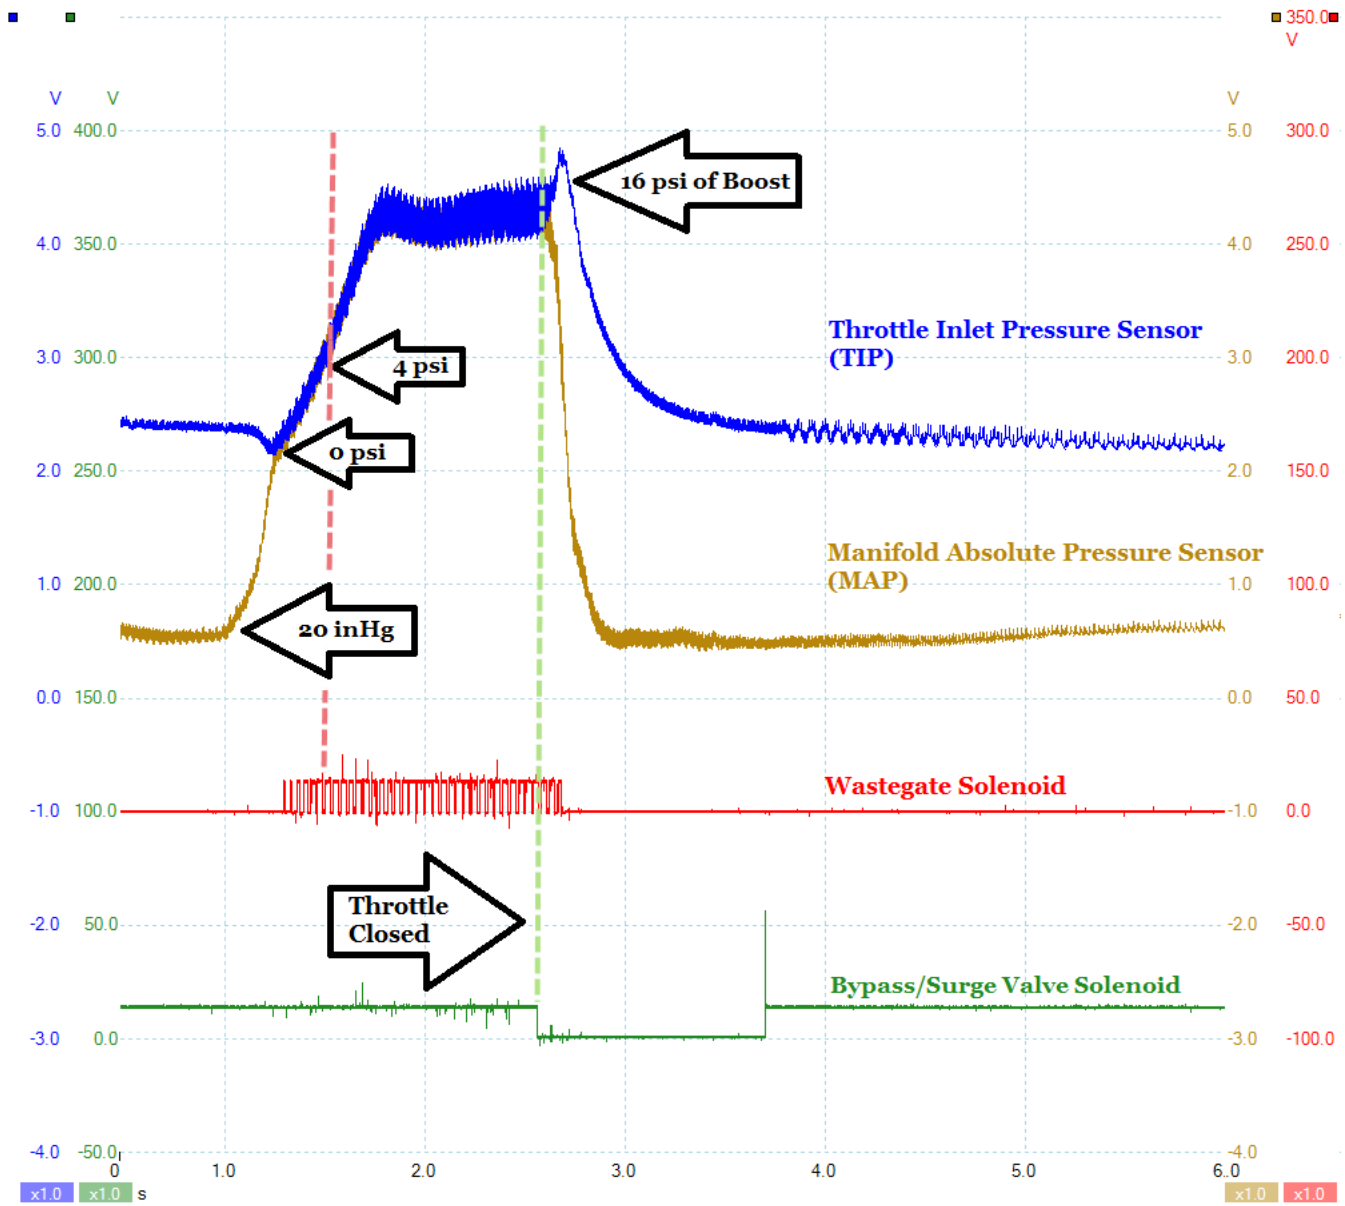 350.0
V
V V V
5.0 400.0 5.0 300.0
16 psi of Boost
4.0 350.0 4.0 250.0
Throttle Inlet Pressure Sensor
(TIP)
3.0 300.0 3.0 200.0
4 psi
0 psi
2.0 250.0 2.0 150.0
Manifold Absolute Pressure Sensor
(MAP)
1.0 200.0 1.0 100.0
20 inHg
0.0 150.0 0.0 50.0
Wastegate Solenoid
-1.0 100.0 -1.0 0.0
Throttle
Closed
-2.0 50.0 -2.0 -50.0
Bypass/Surge Valve Solenoid
-3.0 0.0 -3.0 -100.0
-4.0 -50.0 -4.0
0 1.0 2.0 3.0 4.0 5.0 6.0
x1.0 x1.0 s x1.0 x1.0